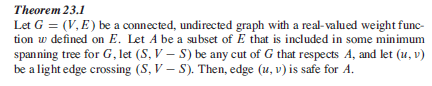 Theorem 23.1
Let G = (V, E) be a connected, undirected graph with a real-valued weight func-
tion w defined on E. Let A be a subset of E that is included in some minimum
spanning tree for G, let (S, V − S) be any cut of G that respects A, and let (u, v)
be a light edge crossing (S, V − S). Then, edge (u, v) is safe for A.